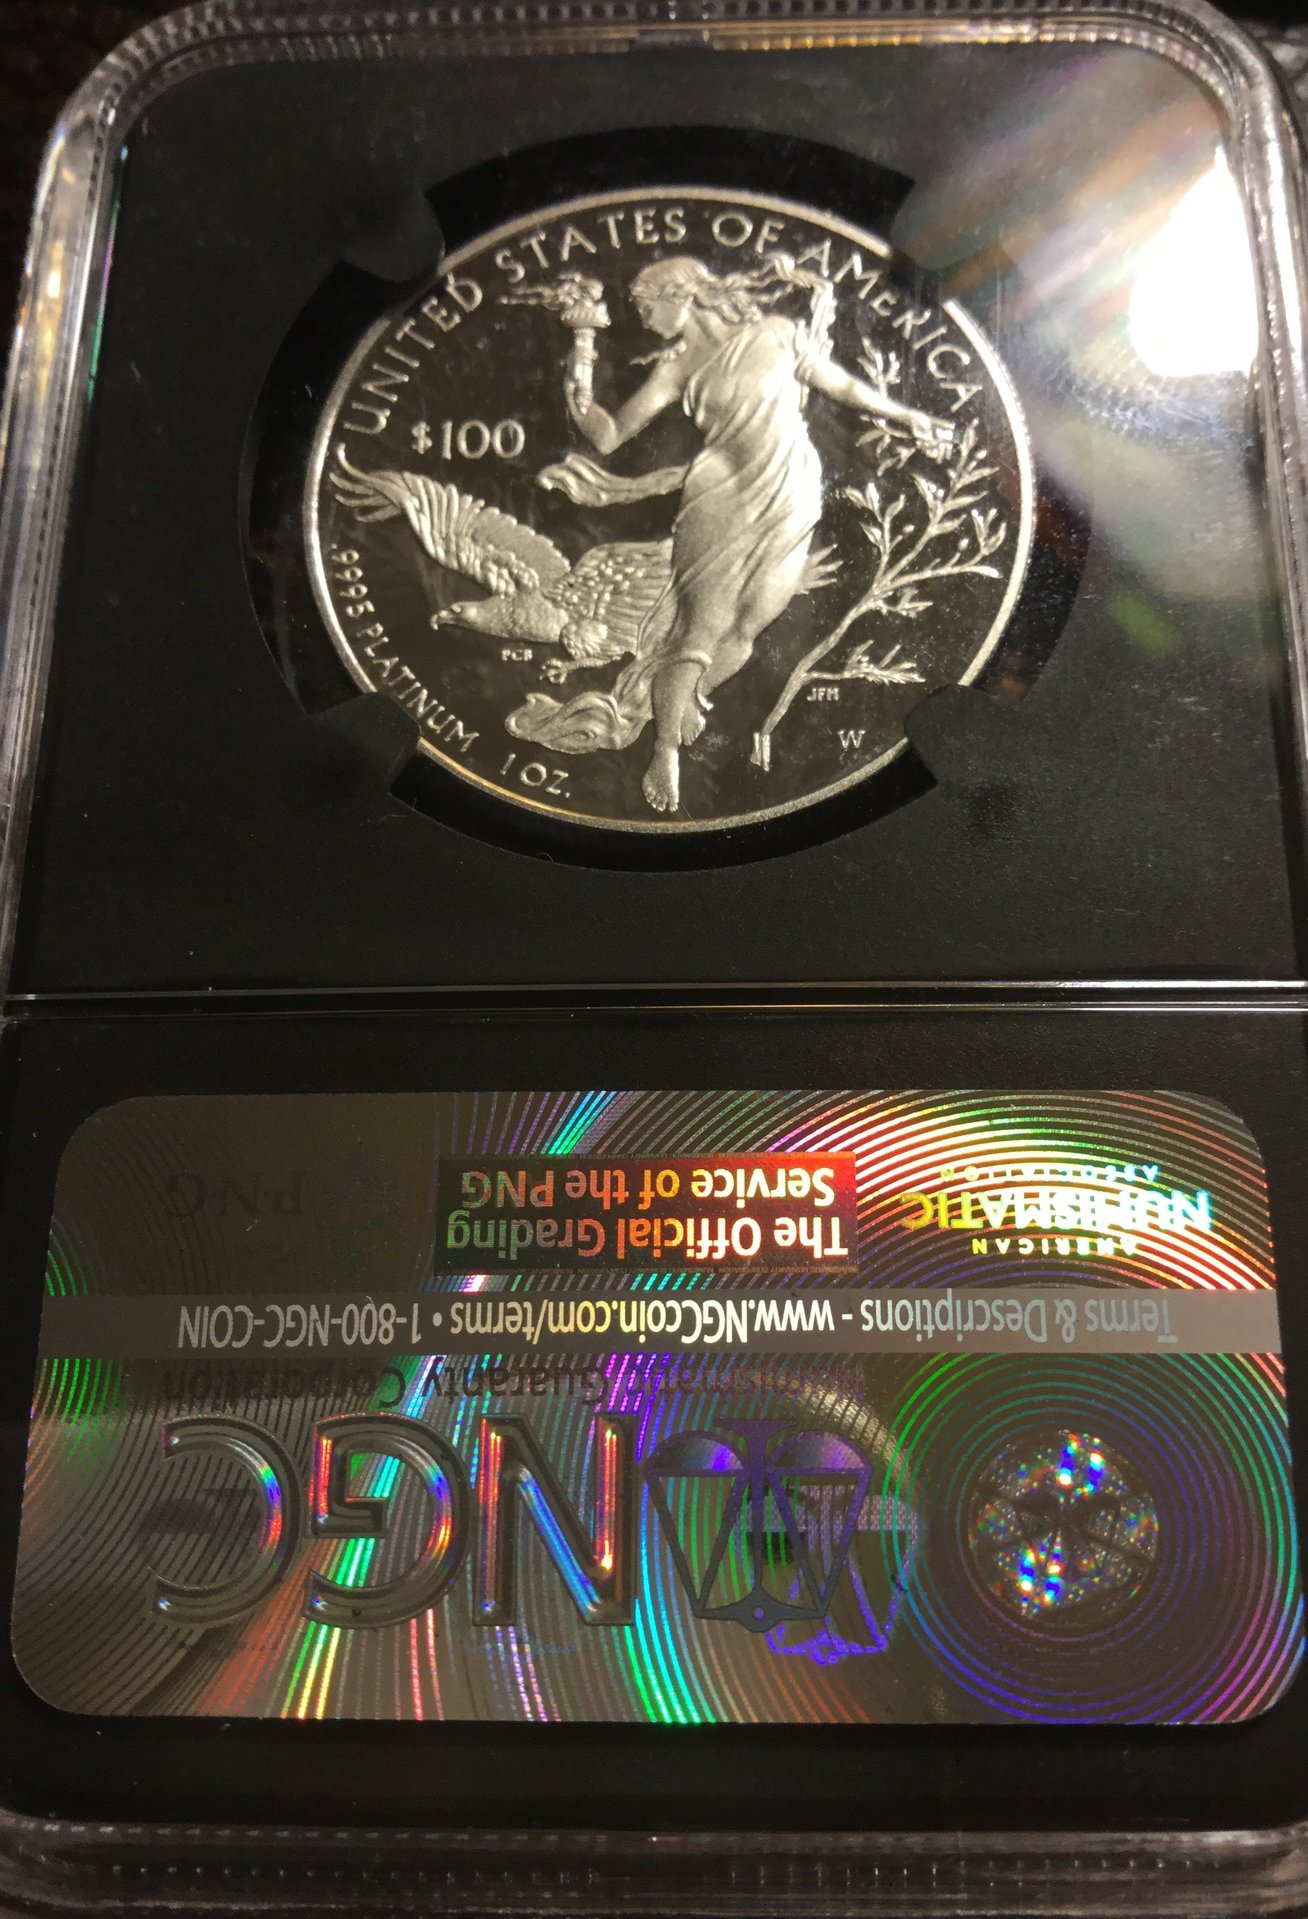 UNITED STATES OF AMERICA
$100
.9995 PLATINUM 1 OZ.
PCB
JFM
W
NGC
Numismatic Guaranty Corporation
Terms & Descriptions - www.NGCcoin.com/terms • 1-800-NGC-COIN
AMERICAN
NUMISMATIC
ASSOCIATION
The Official Grading
Service of the PNG
P·N·G